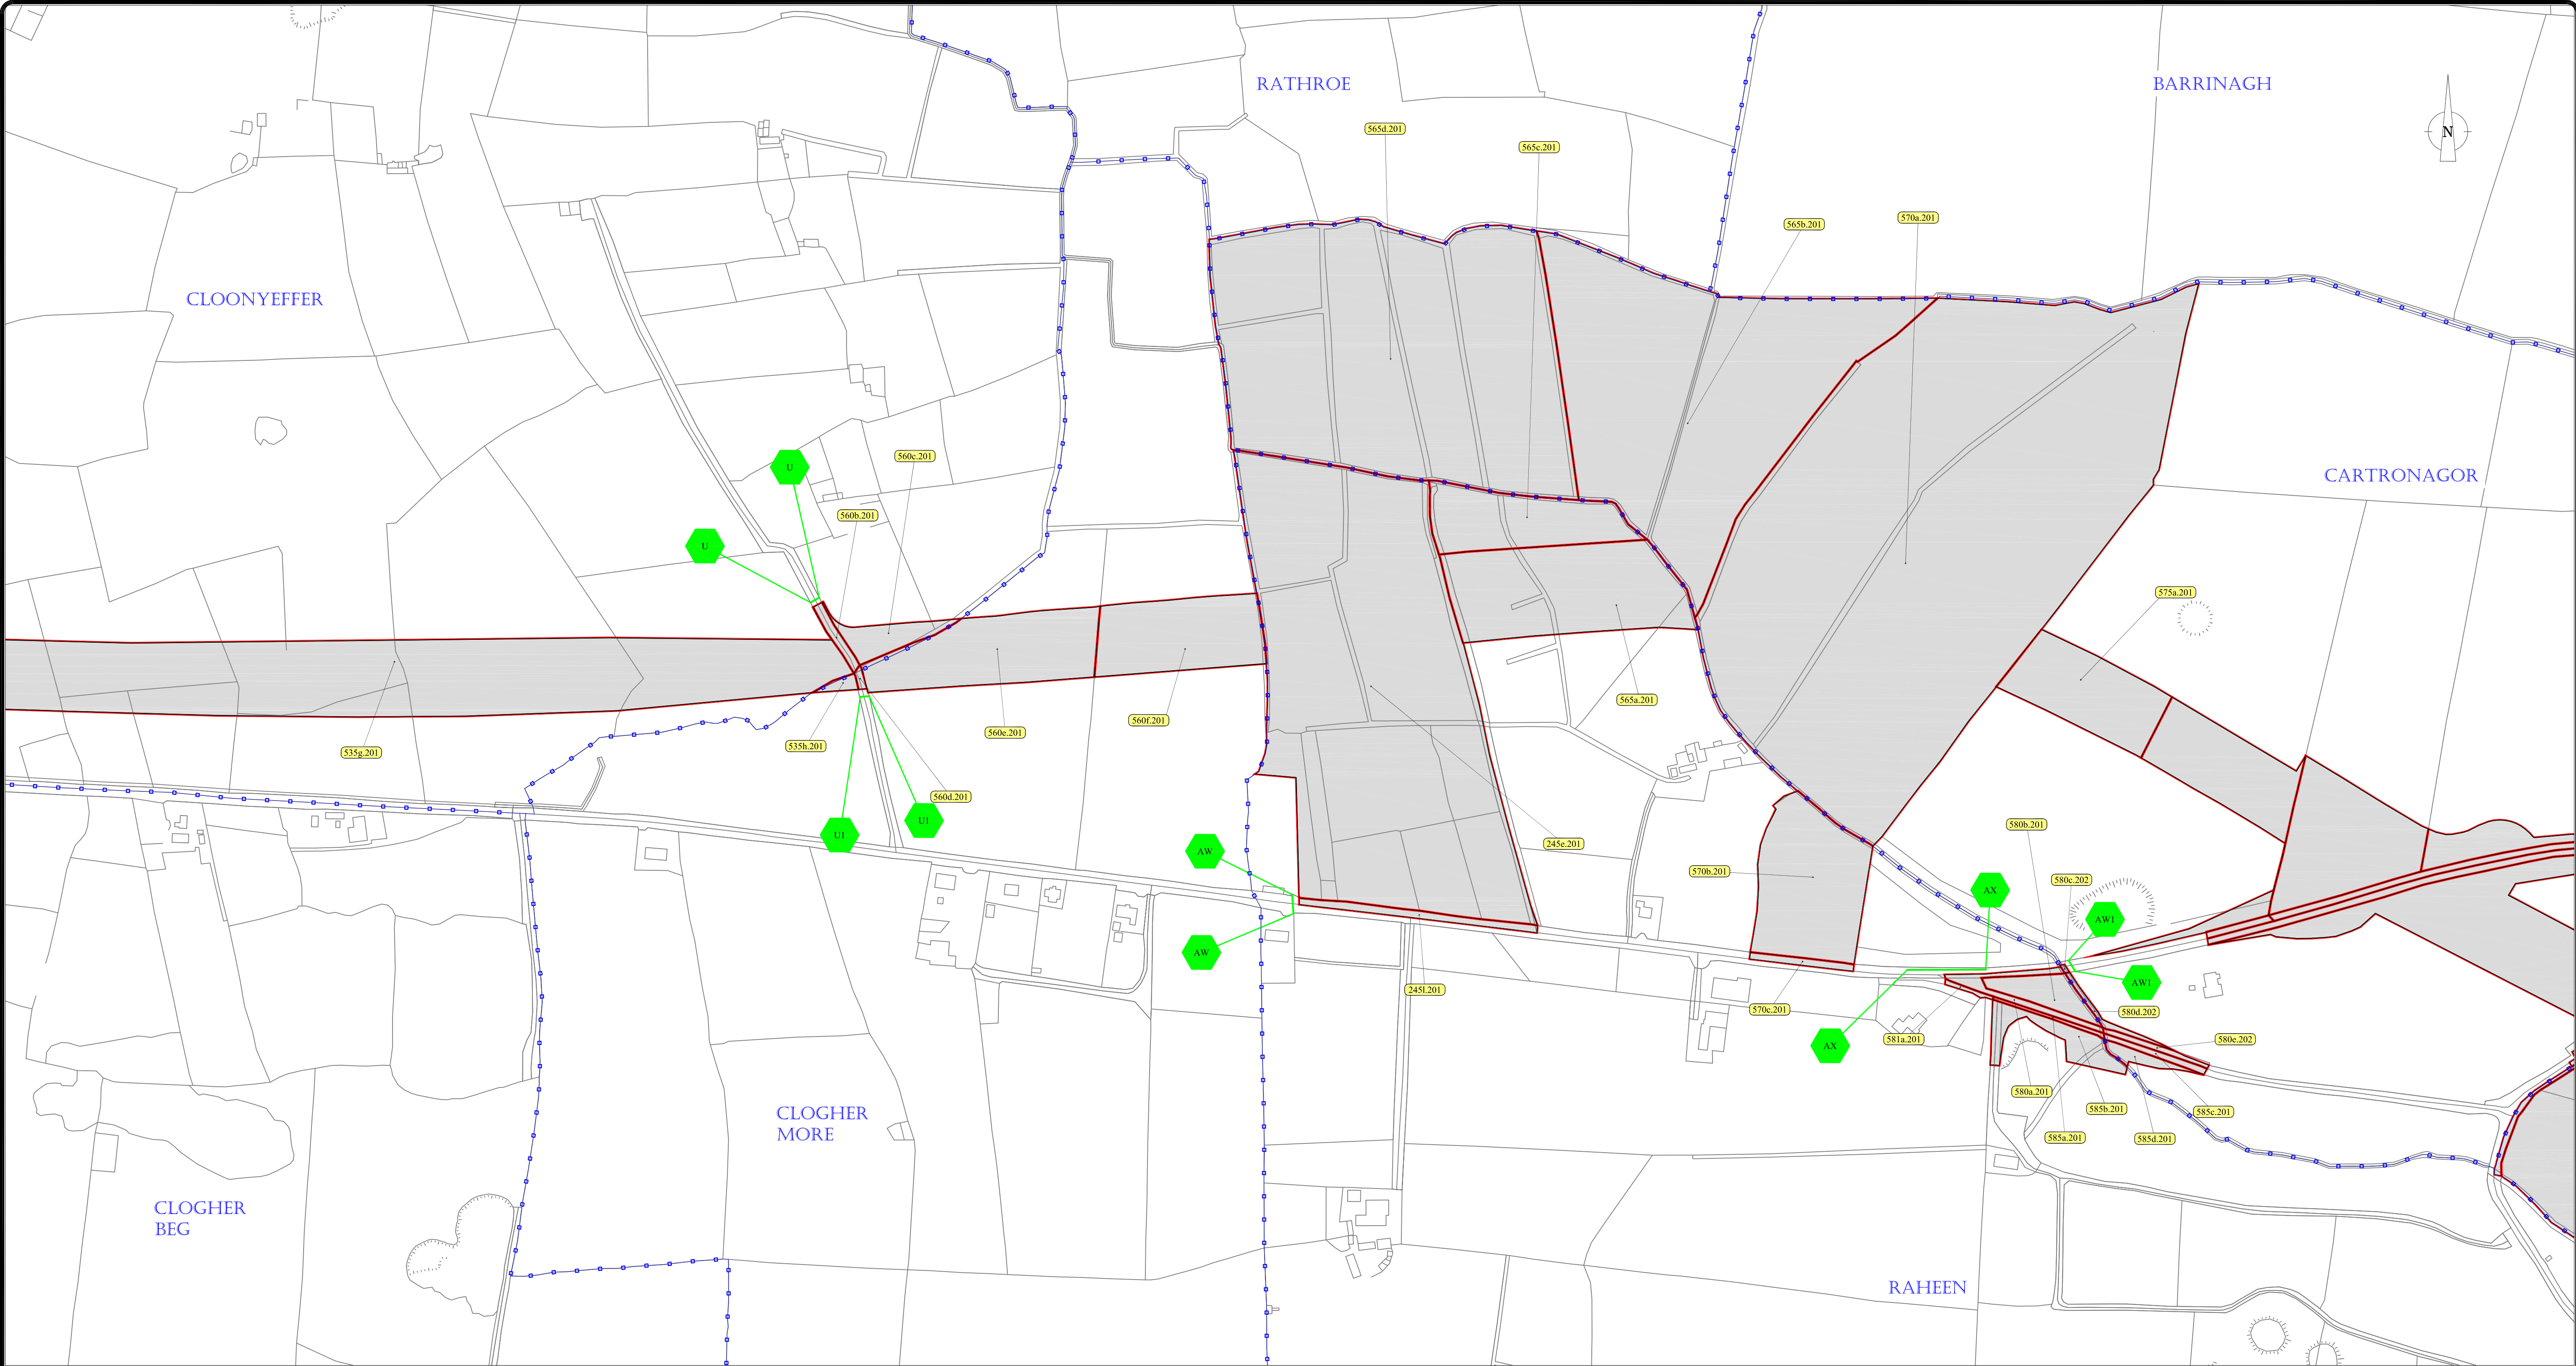 RATHROE
BARRINAGH
565d.201
N
565c.201
570a.201
565b.201
CLOONYEFFER
560c.201
U
CARTRONAGOR
560b.201
U
575a.201
565a.201
560f.201
560e.201
535h.201
535g.201
560d.201
U1
U1
580b.201
245e.201
AW
570b.201
580c.202
AX
AW1
AW
AW1
245l.201
570c.201
580d.202
581a.201
580e.202
AX
580a.201
585b.201
585c.201
CLOGHER
MORE
585a.201
585d.201
CLOGHER
BEG
RAHEEN